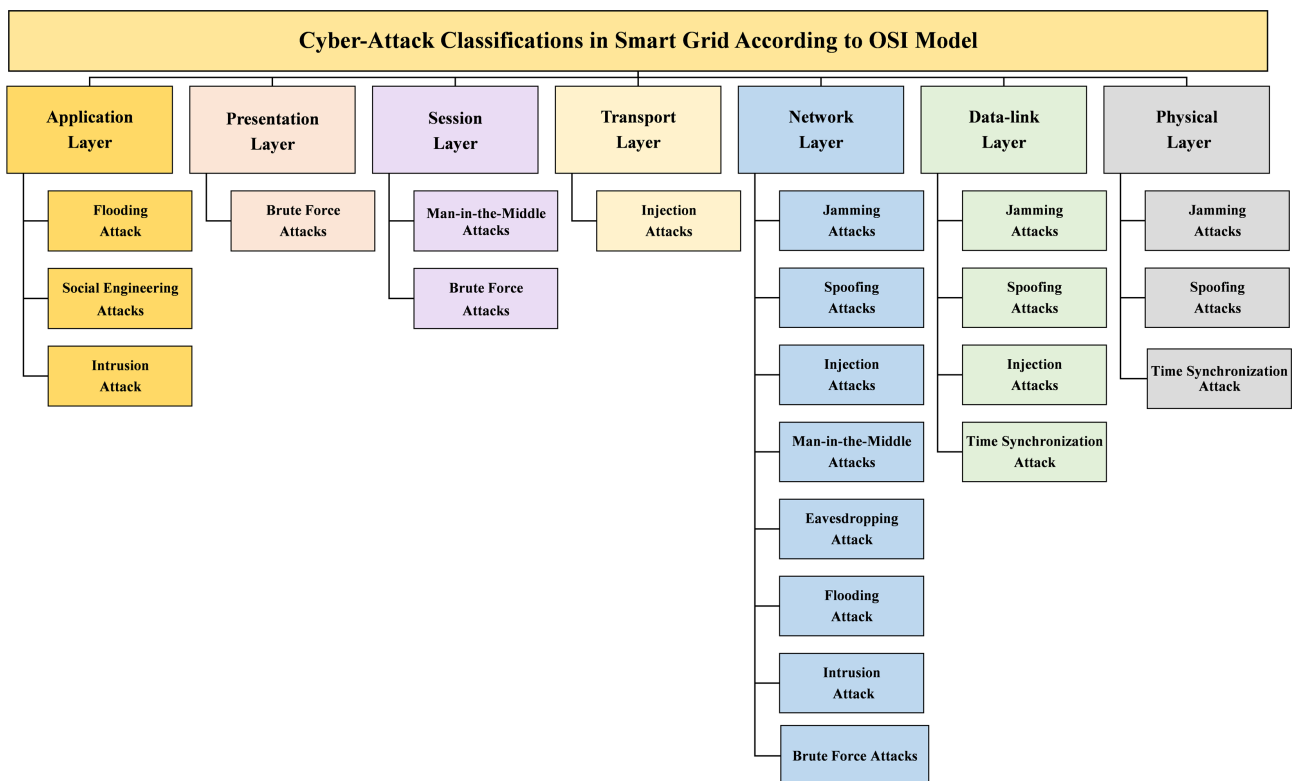 Cyber-Attack Classifications in Smart Grid According to OSI Model
Application
Layer
Flooding
Attack
Social Engineering
Attacks
Intrusion
Attack
Presentation
Layer
Brute Force
Attacks
Session
Layer
Man-in-the-Middle
Attacks
Brute Force
Attacks
Transport
Layer
Injection
Attacks
Network
Layer
Jamming
Attacks
Spoofing
Attacks
Injection
Attacks
Man-in-the-Middle
Attacks
Eavesdropping
Attack
Flooding
Attack
Intrusion
Attack
Brute Force Attacks
Data-link
Layer
Jamming
Attacks
Spoofing
Attacks
Injection
Attacks
Time Synchronization
Attack
Physical
Layer
Jamming
Attacks
Spoofing
Attacks
Time Synchronization
Attack